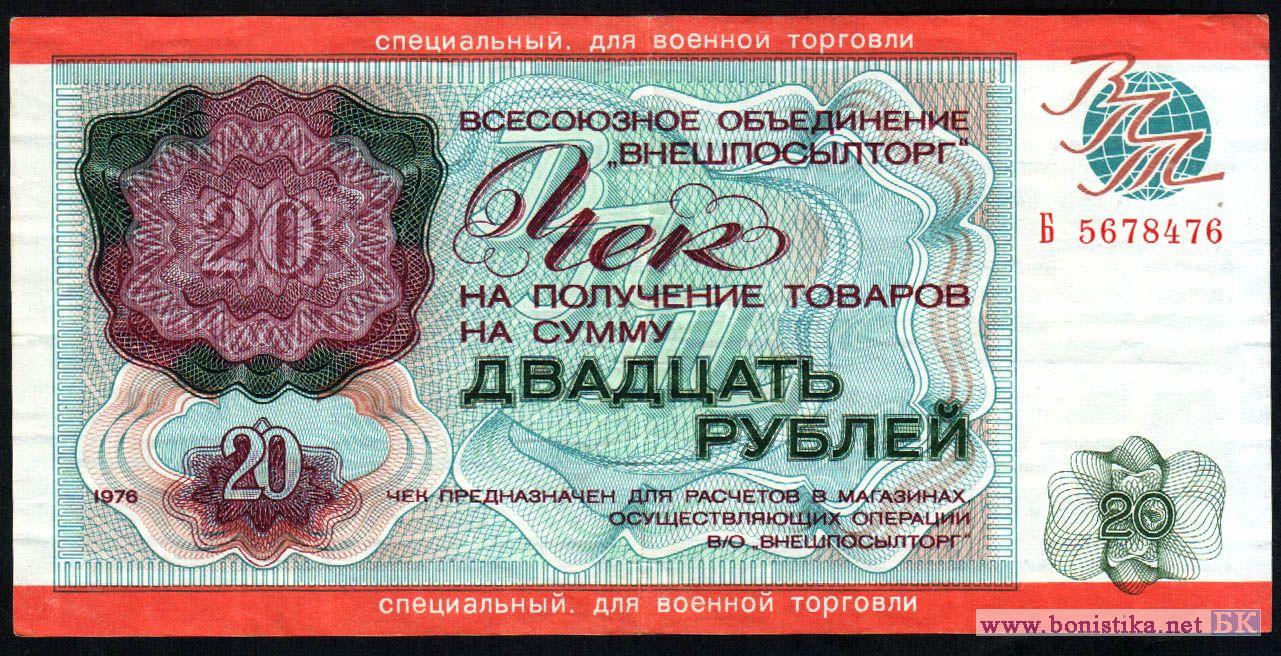 специальный. для военной торговли
ВСЕСОЮЗНОЕ ОБЪЕДИНЕНИЕ
„ВНЕШПОСЫЛТОРГ“
ВПТ
Чек
Б 5678476
20
НА ПОЛУЧЕНИЕ ТОВАРОВ
НА СУММУ
ДВАДЦАТЬ
РУБЛЕЙ
20
1976
ЧЕК ПРЕДНАЗНАЧЕН ДЛЯ РАСЧЕТОВ В МАГАЗИНАХ,
ОСУЩЕСТВЛЯЮЩИХ ОПЕРАЦИИ
В/О „ВНЕШПОСЫЛТОРГ“
20
специальный. для военной торговли
www.bonistika.net БК